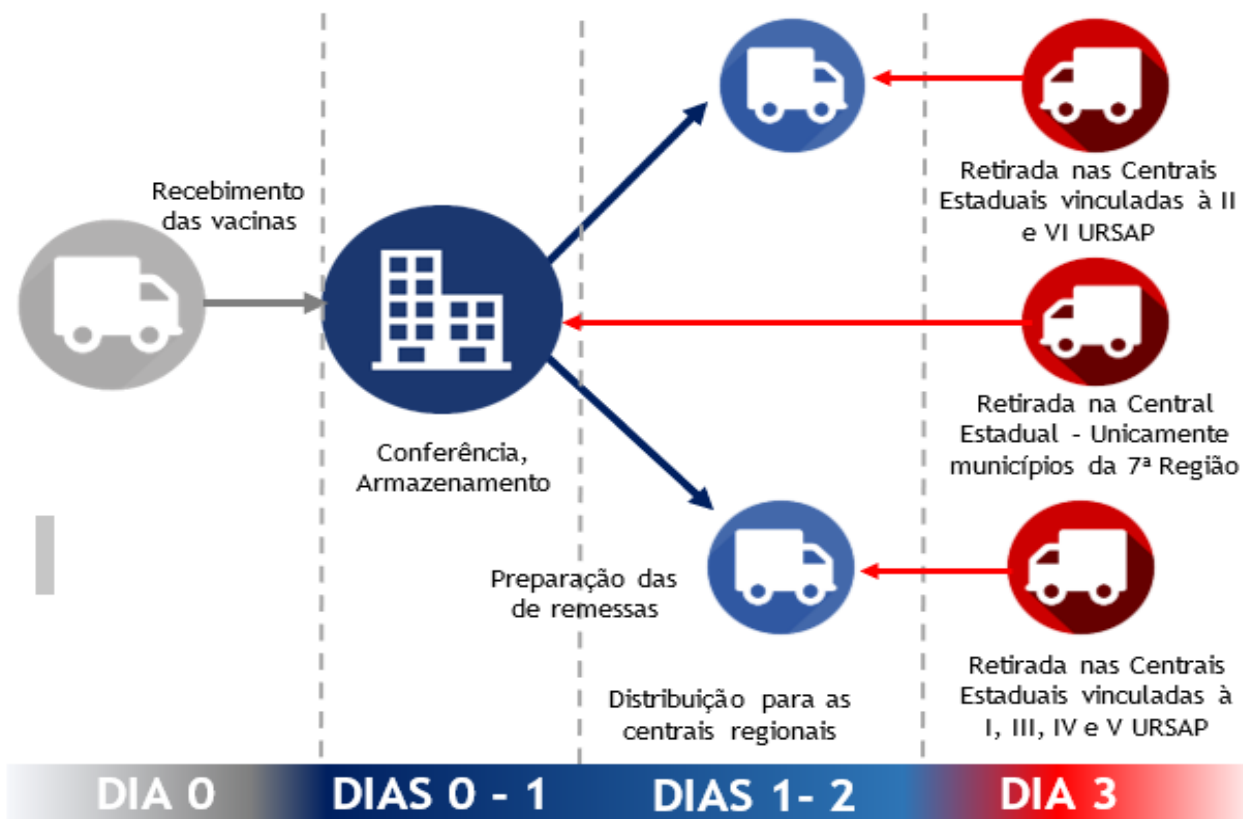 Recebimento
das vacinas
Conferência,
Armazenamento
Preparação das
de remessas
Distribuição para as
centrais regionais
Retirada nas Centrais
Estaduais vinculadas à II
e VI URSAP
Retirada na Central
Estadual - Unicamente
municípios da 7ª Região
Retirada nas Centrais
Estaduais vinculadas à
I, III, IV e V URSAP
DIA 0
DIAS 0 - 1
DIAS 1- 2
DIA 3